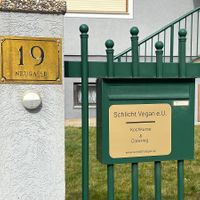 19
NEUGASSE
Schlicht Vegan e.U.
Kochkurse
&
Catering